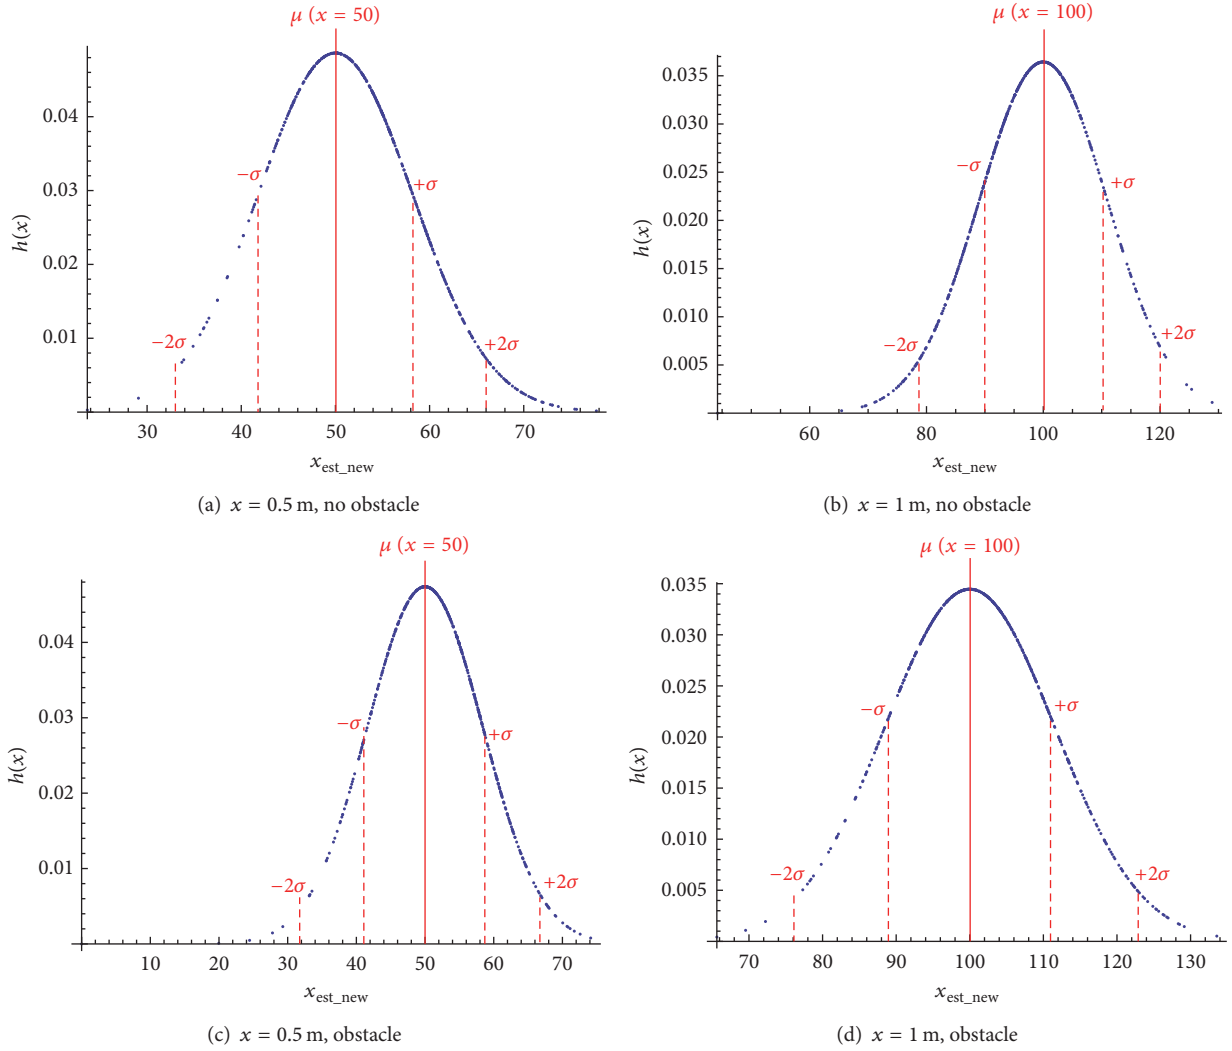 μ (x = 50)
0.04
0.03
0.02
0.01
h(x)
−σ
+σ
−2σ
+2σ
30 40 50 60 70
x_est_new
(a) x = 0.5 m, no obstacle
μ (x = 100)
0.035
0.030
0.025
0.020
0.015
0.010
0.005
h(x)
−σ
+σ
−2σ
+2σ
60 80 100 120
x_est_new
(b) x = 1 m, no obstacle
μ (x = 50)
0.04
0.03
0.02
0.01
h(x)
−σ
+σ
−2σ
+2σ
10 20 30 40 50 60 70
x_est_new
(c) x = 0.5 m, obstacle
μ (x = 100)
0.035
0.030
0.025
0.020
0.015
0.010
0.005
h(x)
−σ
+σ
−2σ
+2σ
70 80 90 100 110 120 130
x_est_new
(d) x = 1 m, obstacle